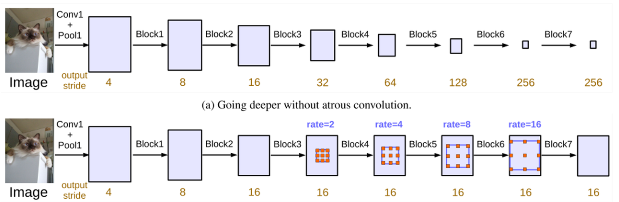 Conv1
+
Pool1
Block1
Block2
Block3
Block4
Block5
Block6
Block7
Image
output
stride
4
8
16
32
64
128
256
256
(a) Going deeper without atrous convolution.
Conv1
+
Pool1
Block1
Block2
Block3
rate=2
Block4
rate=4
Block5
rate=8
Block6
rate=16
Block7
Image
output
stride
4
8
16
16
16
16
16
16